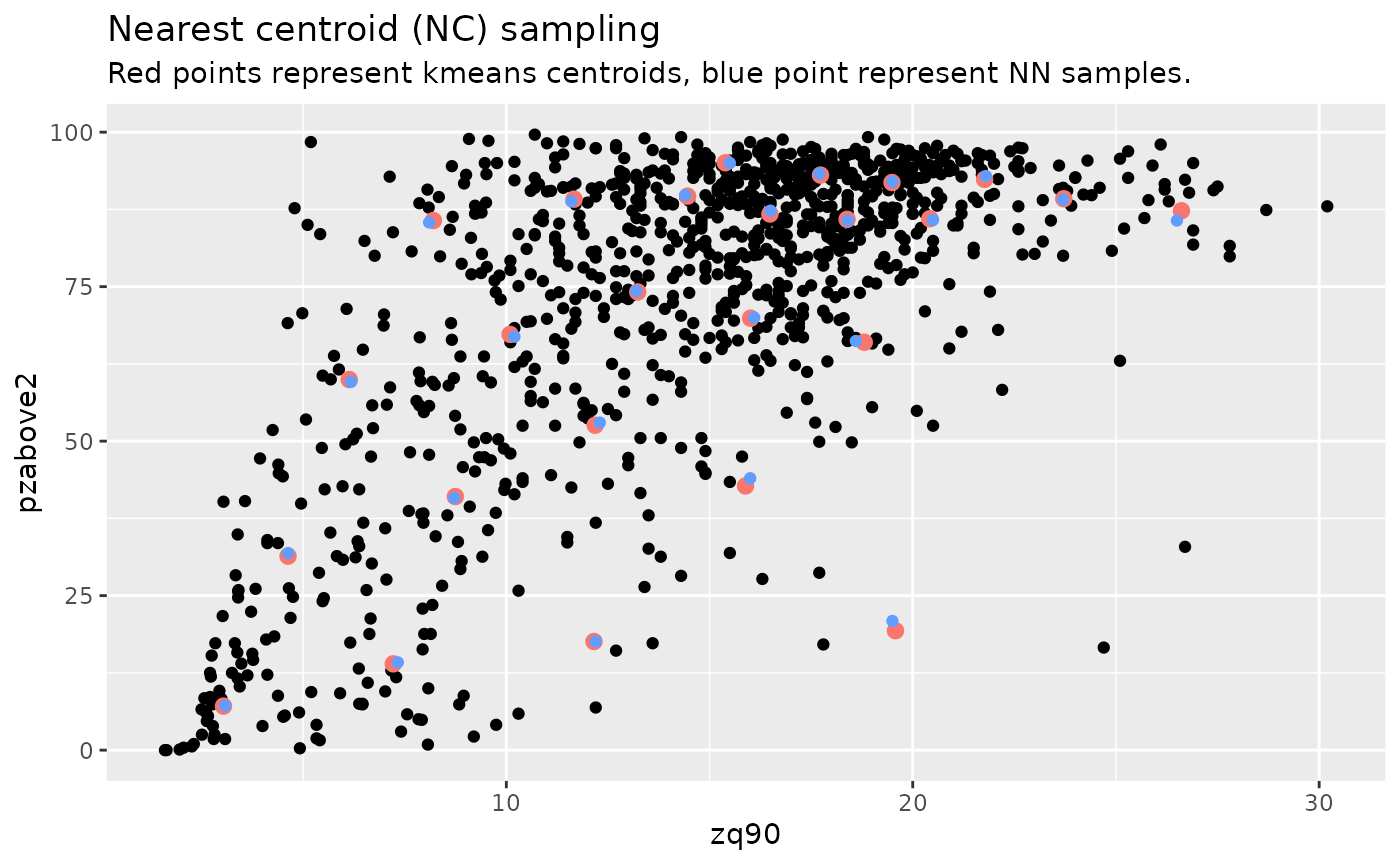 Nearest centroid (NC) sampling
Red points represent kmeans centroids, blue point represent NN samples.
100
75
50
25
0
pzabove2
10 20 30
zq90